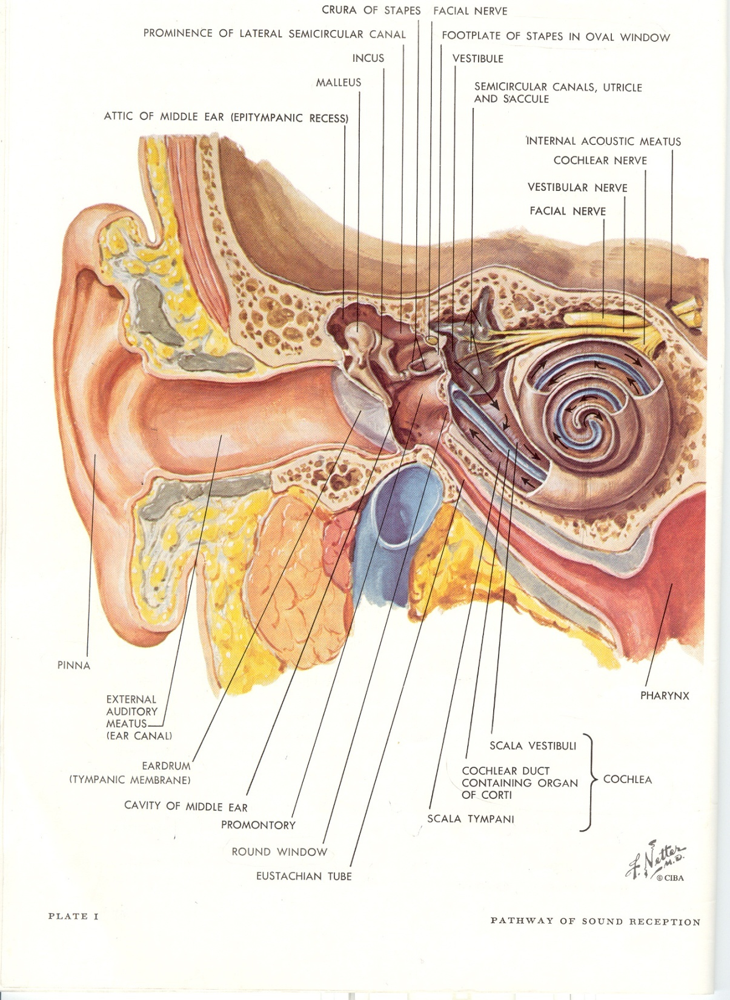 CRURA OF STAPES
FACIAL NERVE
PROMINENCE OF LATERAL SEMICIRCULAR CANAL
FOOTPLATE OF STAPES IN OVAL WINDOW
INCUS
VESTIBULE
MALLEUS
SEMICIRCULAR CANALS, UTRICLE
AND SACCULE
ATTIC OF MIDDLE EAR (EPITYMPANIC RECESS)
INTERNAL ACOUSTIC MEATUS
COCHLEAR NERVE
VESTIBULAR NERVE
FACIAL NERVE
PINNA
EXTERNAL
AUDITORY
MEATUS
(EAR CANAL)
PHARYNX
EARDRUM
(TYMPANIC MEMBRANE)
SCALA VESTIBULI
COCHLEAR DUCT
CONTAINING ORGAN
OF CORTI
COCHLEA
CAVITY OF MIDDLE EAR
SCALA TYMPANI
PROMONTORY
ROUND WINDOW
EUSTACHIAN TUBE
F. Netter
M.D.
© CIBA
PLATE I
PATHWAY OF SOUND RECEPTION